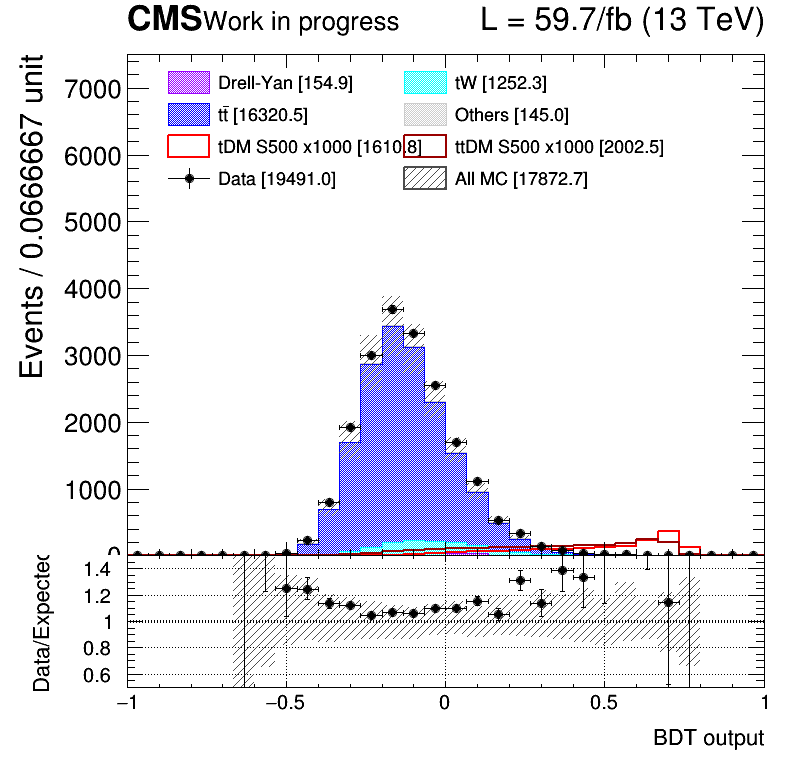 CMS Work in progress L = 59.7/fb (13 TeV)
Events / 0.0666667 unit
7000
6000
5000
4000
3000
2000
1000
0
Drell-Yan [154.9] tW [1252.3]
tt̄ [16320.5] Others [145.0]
tDM S500 x1000 [1610.8] ttDM S500 x1000 [2002.5]
Data [19491.0] All MC [17872.7]
Data/Expected
1.4
1.2
1
0.8
0.6
−1 −0.5 0 0.5 1
BDT output